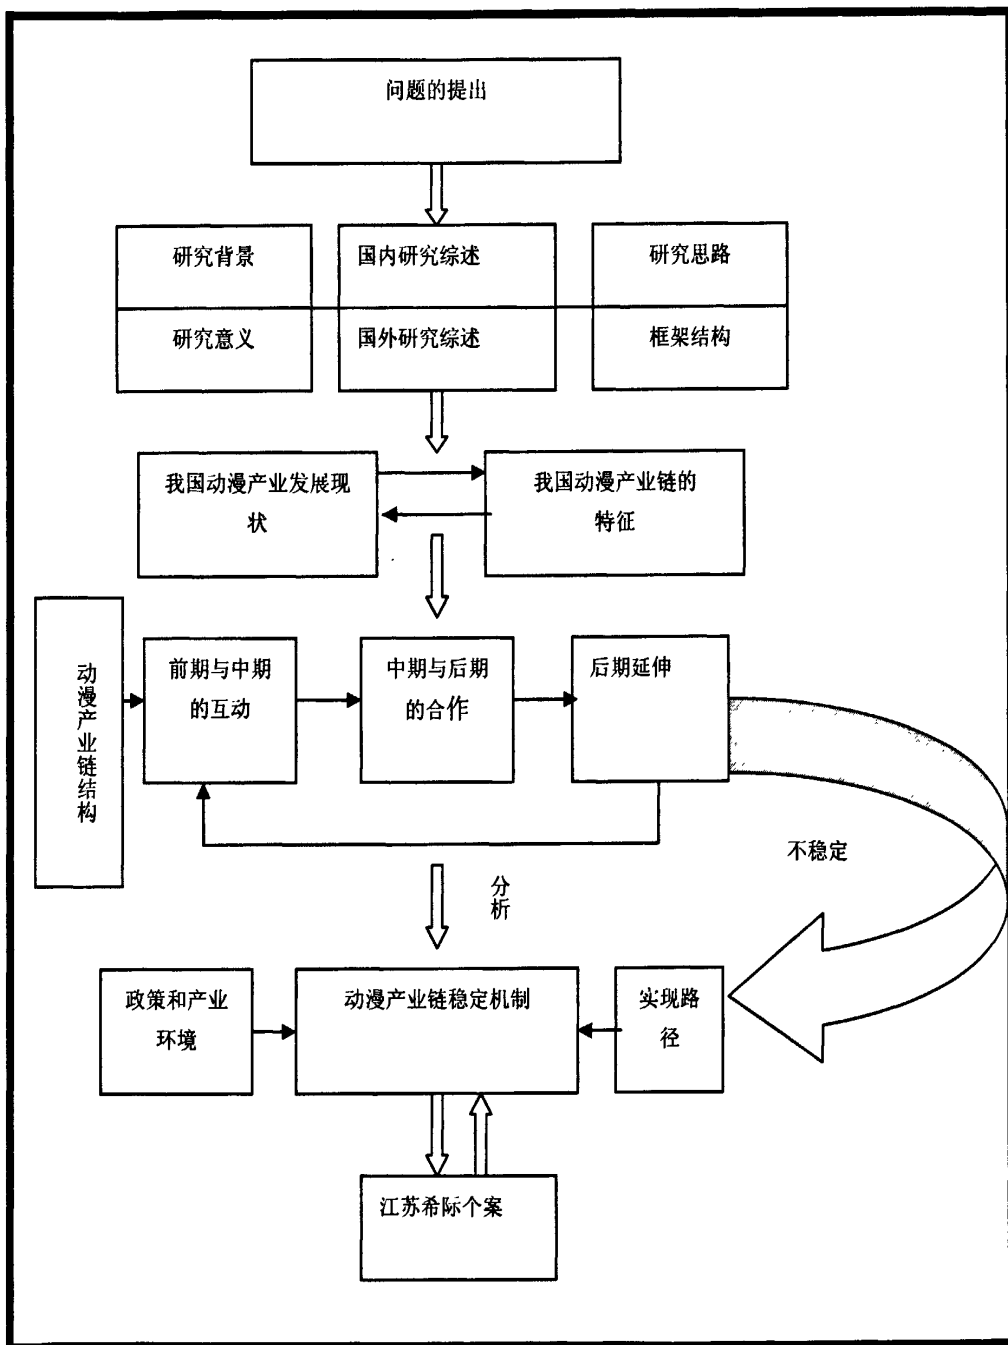 问题的提出
研究背景
国内研究综述
研究思路
研究意义
国外研究综述
框架结构
我国动漫产业发展现
状
我国动漫产业链的
特征
动漫产业链结构
前期与中期
的互动
中期与后期
的合作
后期延伸
不稳定
分析
政策和产业
环境
动漫产业链稳定机制
实现路
径
江苏希际个案